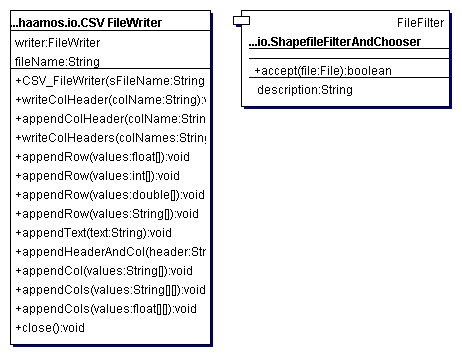 ...haamos.io.CSV FileWriter
writer:FileWriter
fileName:String
+CSV_FileWriter(sFileName:String
+writeColHeader(colName:String):v
+appendColHeader(colName:Strin
+writeColHeaders(colNames:String
+appendRow(values:float[]):void
+appendRow(values:int[]):void
+appendRow(values:double[]):void
+appendRow(values:String[]):void
+appendText(text:String):void
+appendHeaderAndCol(header:Str
+appendCol(values:String[]):void
+appendCols(values:String[][]):void
+appendCols(values:float[][]):void
+close():void
FileFilter
...io.ShapefileFilterAndChooser
+accept(file:File):boolean
description:String